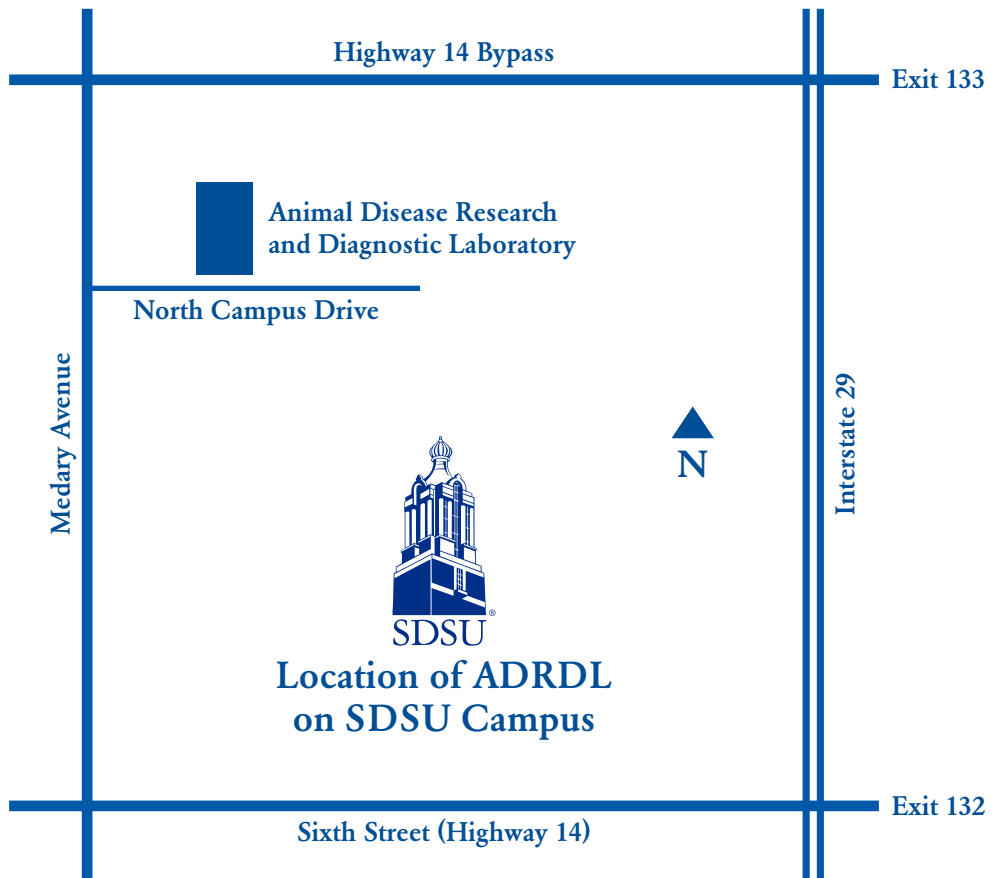 Highway 14 Bypass
Exit 133
Animal Disease Research
and Diagnostic Laboratory
North Campus Drive
Medary Avenue
Interstate 29
N
®
SDSU
Location of ADRDL
on SDSU Campus
Exit 132
Sixth Street (Highway 14)